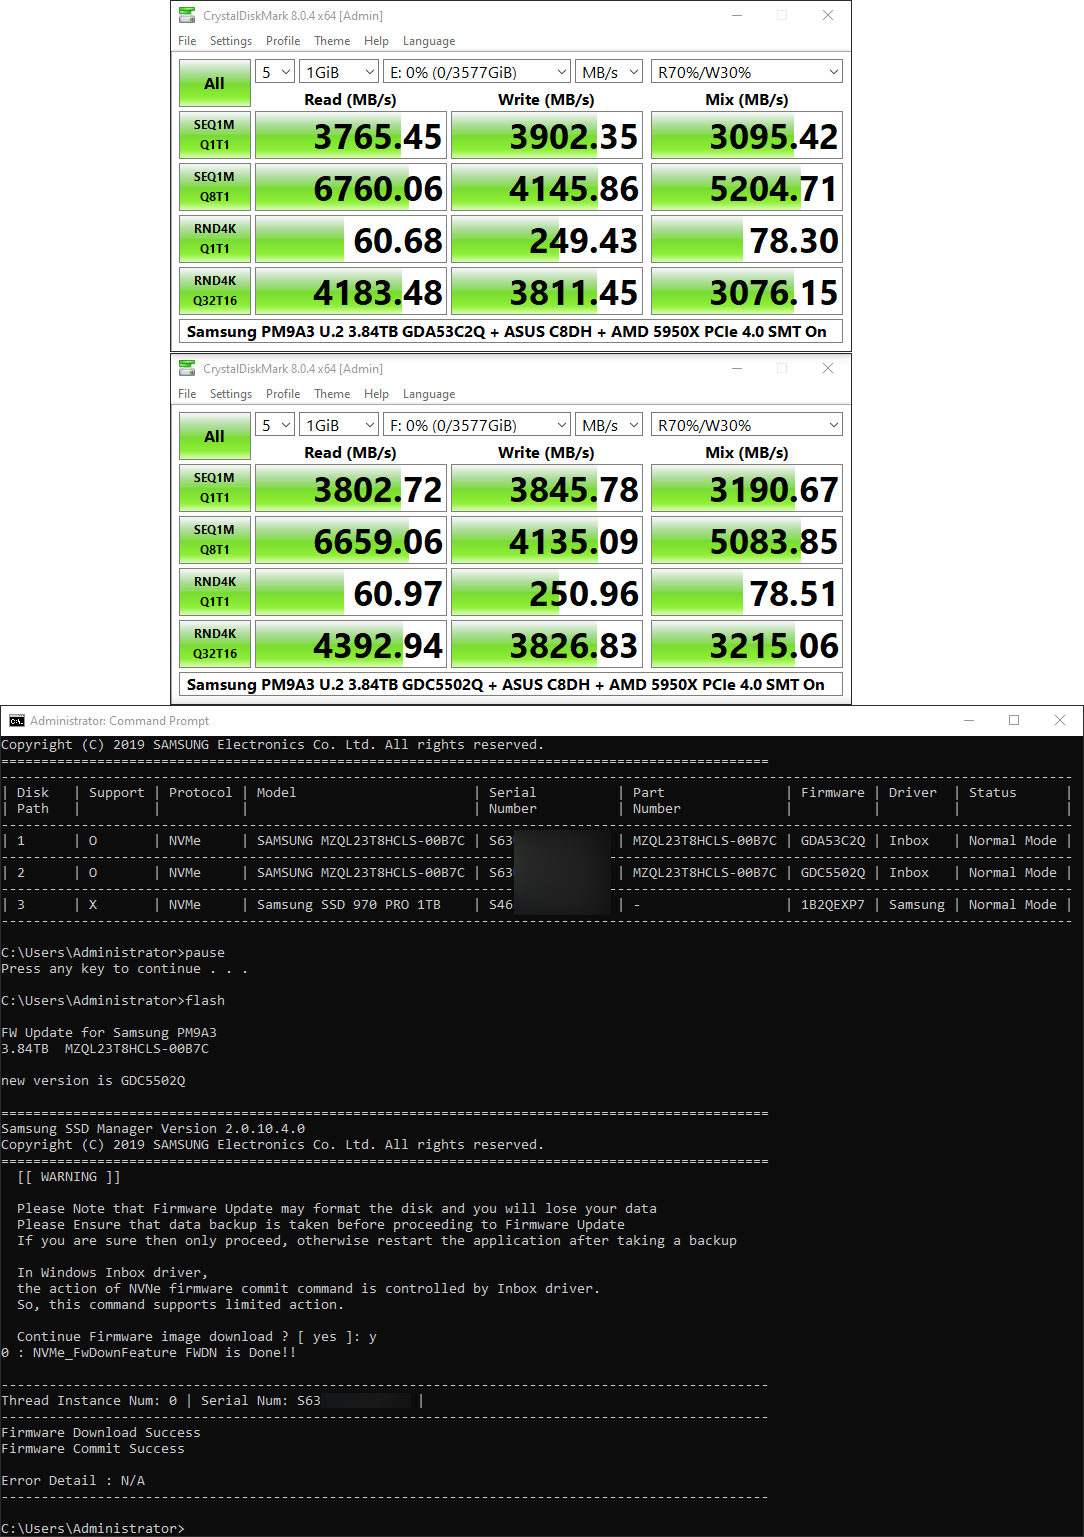 CrystalDiskMark 8.0.4 x64 [Admin]
File Settings Profile Theme Help Language
All 5 1GiB E: 0% (0/3577GiB) MB/s R70%/W30%
Read (MB/s) Write (MB/s) Mix (MB/s)
SEQ1M
Q1T1 3765.45 3902.35 3095.42
SEQ1M
Q8T1 6760.06 4145.86 5204.71
RND4K
Q1T1 60.68 249.43 78.30
RND4K
Q32T16 4183.48 3811.45 3076.15
Samsung PM9A3 U.2 3.84TB GDA53C2Q + ASUS C8DH + AMD 5950X PCIe 4.0 SMT On
CrystalDiskMark 8.0.4 x64 [Admin]
File Settings Profile Theme Help Language
All 5 1GiB F: 0% (0/3577GiB) MB/s R70%/W30%
Read (MB/s) Write (MB/s) Mix (MB/s)
SEQ1M
Q1T1 3802.72 3845.78 3190.67
SEQ1M
Q8T1 6659.06 4135.09 5083.85
RND4K
Q1T1 60.97 250.96 78.51
RND4K
Q32T16 4392.94 3826.83 3215.06
Samsung PM9A3 U.2 3.84TB GDC5502Q + ASUS C8DH + AMD 5950X PCIe 4.0 SMT On
Administrator: Command Prompt
Copyright (C) 2019 SAMSUNG Electronics Co. Ltd. All rights reserved.
| Disk | Support | Protocol | Model | Serial | Part | Firmware | Driver | Status |
| Path | | | | Number | Number | | | |
| 1 | O | NVMe | SAMSUNG MZQL23T8HCLS-00B7C | S63 | MZQL23T8HCLS-00B7C | GDA53C2Q | Inbox | Normal Mode |
| 2 | O | NVMe | SAMSUNG MZQL23T8HCLS-00B7C | S63 | MZQL23T8HCLS-00B7C | GDC5502Q | Inbox | Normal Mode |
| 3 | X | NVMe | Samsung SSD 970 PRO 1TB | S46 | - | 1B2QEXP7 | Samsung | Normal Mode |
C:\Users\Administrator>pause
Press any key to continue . . .
C:\Users\Administrator>flash
FW Update for Samsung PM9A3
3.84TB MZQL23T8HCLS-00B7C
new version is GDC5502Q
Samsung SSD Manager Version 2.0.10.4.0
Copyright (C) 2019 SAMSUNG Electronics Co. Ltd. All rights reserved.
[[ WARNING ]]
Please Note that Firmware Update may format the disk and you will lose your data
Please Ensure that data backup is taken before proceeding to Firmware Update
If you are sure then only proceed, otherwise restart the application after taking a backup
In Windows Inbox driver,
the action of NVNe firmware commit command is controlled by Inbox driver.
So, this command supports limited action.
Continue Firmware image download ? [ yes ]: y
0 : NVMe_FwDownFeature FWDN is Done!!
Thread Instance Num: 0 | Serial Num: S63 |
Firmware Download Success
Firmware Commit Success
Error Detail : N/A
C:\Users\Administrator>